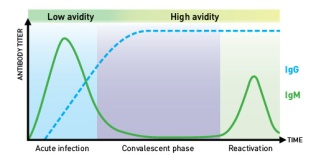 Low avidity High avidity
ANTIBODY TITER
IgG
IgM
TIME
Acute infection Convalescent phase Reactivation